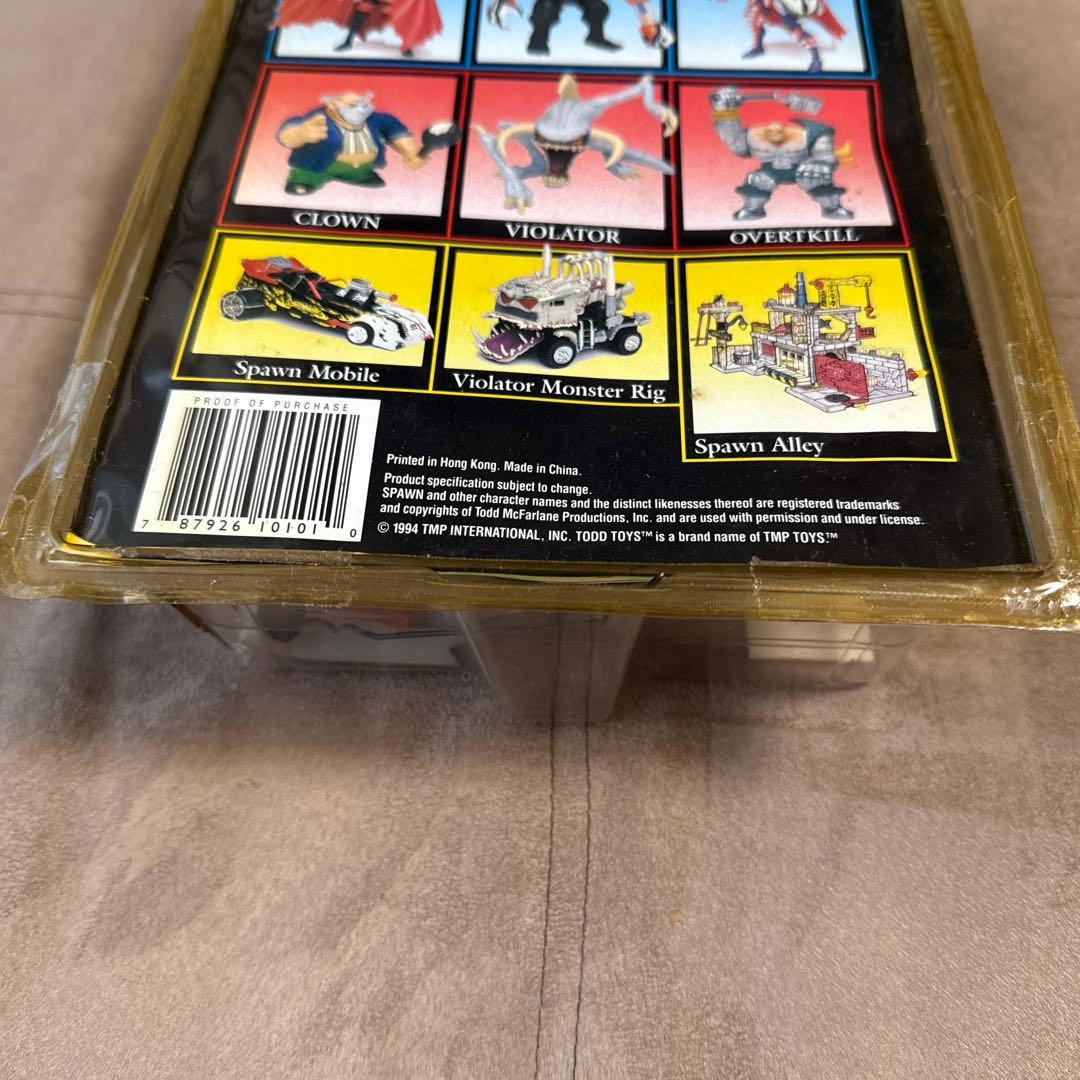 CLOWN
VIOLATOR
OVERTKILL
Spawn Mobile
Violator Monster Rig
Spawn Alley
PROOF OF PURCHASE
7 87926 10101 0
Printed in Hong Kong. Made in China.
Product specification subject to change.
SPAWN and other character names and the distinct likenesses thereof are registered trademarks
and copyrights of Todd McFarlane Productions, Inc. and are used with permission and under license.
© 1994 TMP INTERNATIONAL, INC. TODD TOYS™ is a brand name of TMP TOYS.™